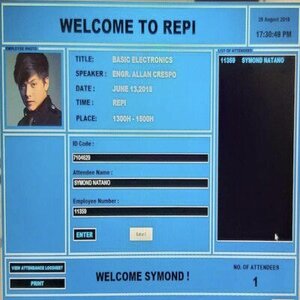 WELCOME TO REPI
28 August 2018
17:30:48 PM
EMPLOYEE PHOTO
TITLE: BASIC ELECTRONICS
SPEAKER : ENGR. ALLAN CRESPO
DATE : JUNE 13,2018
TIME: REPI
PLACE: 1300H - 1500H
LIST OF ATTENDEES
11359 SYMOND NATANO
ID Code :
7104629
Attendee Name :
SYMOND NATANO
Employee Number :
11359
ENTER
VIEW ATTENDANCE LOGSHEET
PRINT
WELCOME SYMOND !
NO. OF ATTENDEES
1